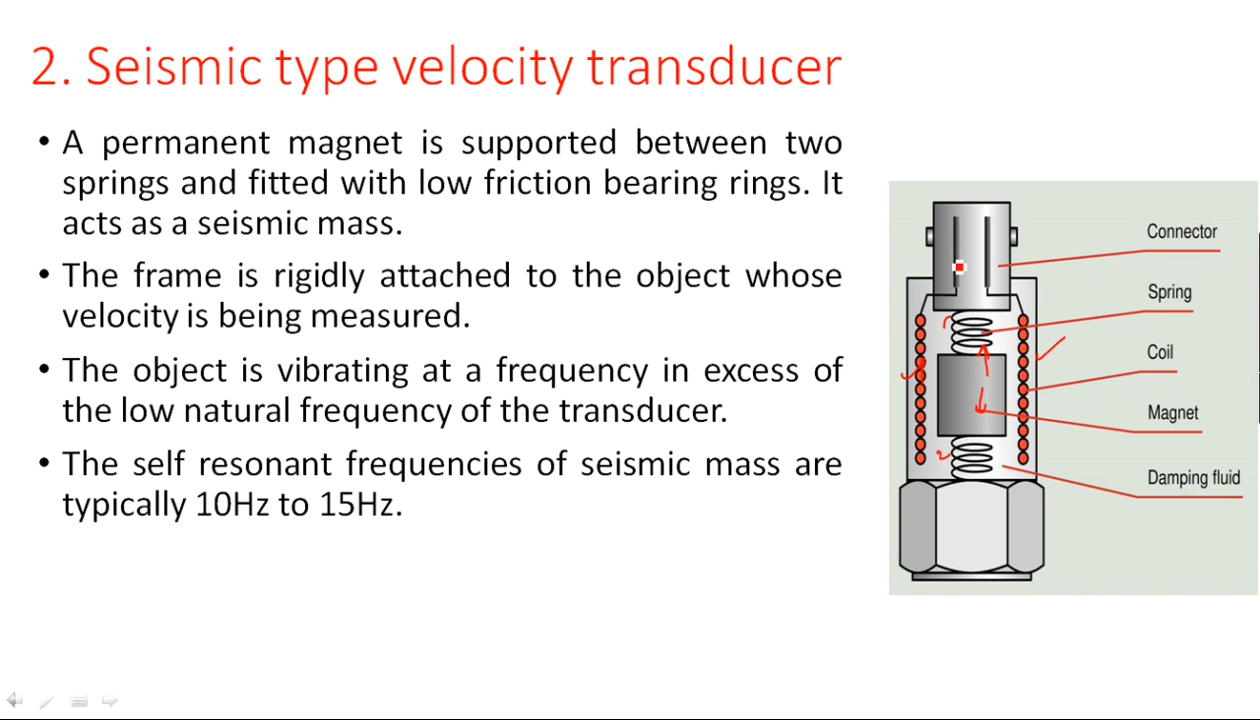 2. Seismic type velocity transducer
• A permanent magnet is supported between two
springs and fitted with low friction bearing rings. It
acts as a seismic mass.
• The frame is rigidly attached to the object whose
velocity is being measured.
• The object is vibrating at a frequency in excess of
the low natural frequency of the transducer.
• The self resonant frequencies of seismic mass are
typically 10Hz to 15Hz.
Connector
Spring
Coil
Magnet
Damping fluid